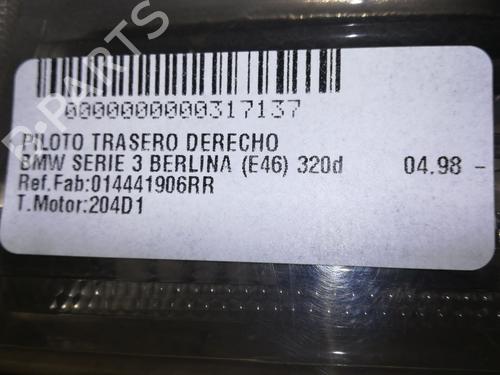 0000000000317137
PILOTO TRASERO DERECHO
BMW SERIE 3 BERLINA (E46) 320d 04.98 -
Ref.Fab:014441906RR
T.Motor:204D1
B-PARTS